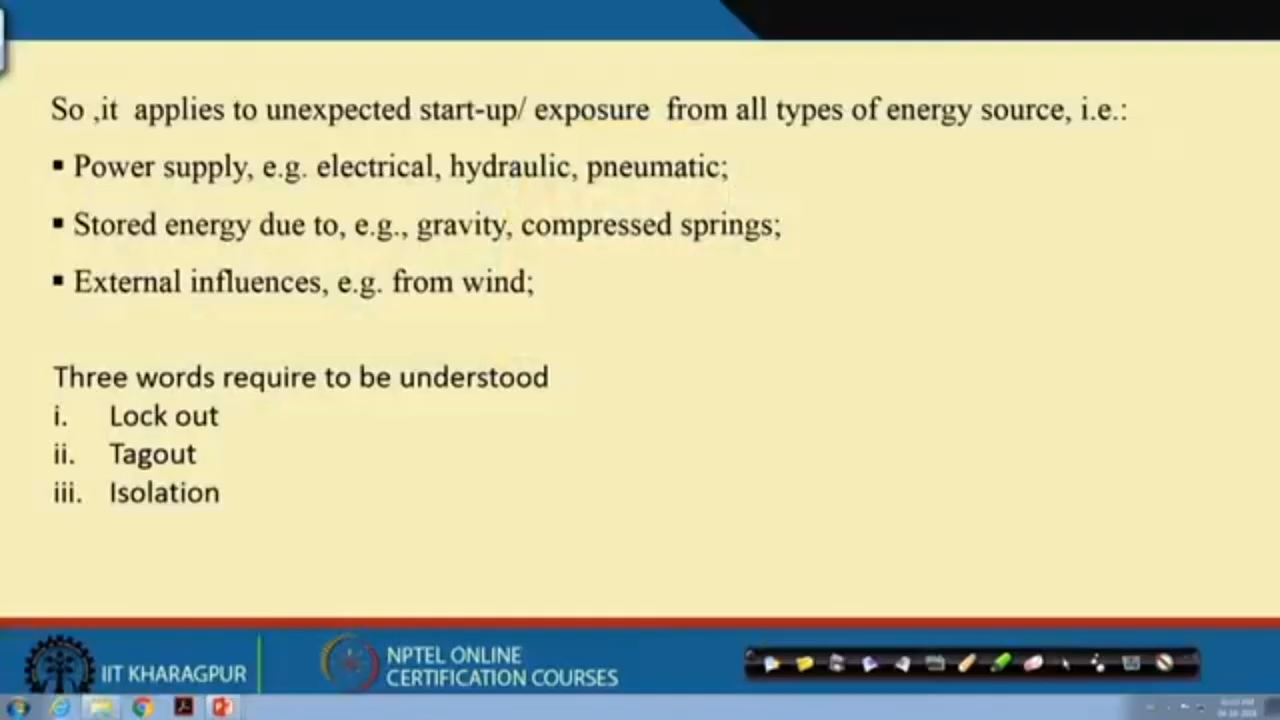 So ,it applies to unexpected start-up/ exposure from all types of energy source, i.e.:
▪ Power supply, e.g. electrical, hydraulic, pneumatic;
▪ Stored energy due to, e.g., gravity, compressed springs;
▪ External influences, e.g. from wind;
Three words require to be understood
i. Lock out
ii. Tagout
iii. Isolation
IIT KHARAGPUR
NPTEL ONLINE
CERTIFICATION COURSES